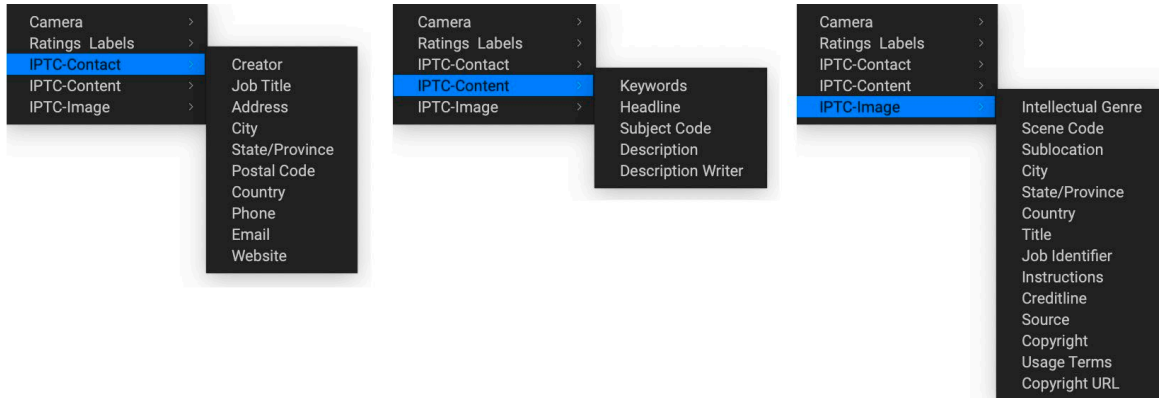 Camera
Ratings Labels
IPTC-Contact
IPTC-Content
IPTC-Image
Creator
Job Title
Address
City
State/Province
Postal Code
Country
Phone
Email
Website
Camera
Ratings Labels
IPTC-Contact
IPTC-Content
IPTC-Image
Keywords
Headline
Subject Code
Description
Description Writer
Camera
Ratings Labels
IPTC-Contact
IPTC-Content
IPTC-Image
Intellectual Genre
Scene Code
Sublocation
City
State/Province
Country
Title
Job Identifier
Instructions
Creditline
Source
Copyright
Usage Terms
Copyright URL